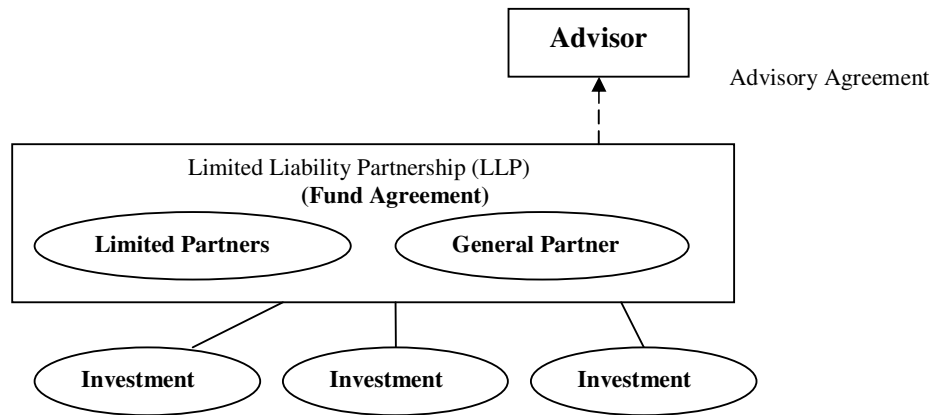 Advisor
Advisory Agreement
Limited Liability Partnership (LLP)
(Fund Agreement)
Limited Partners
General Partner
Investment
Investment
Investment